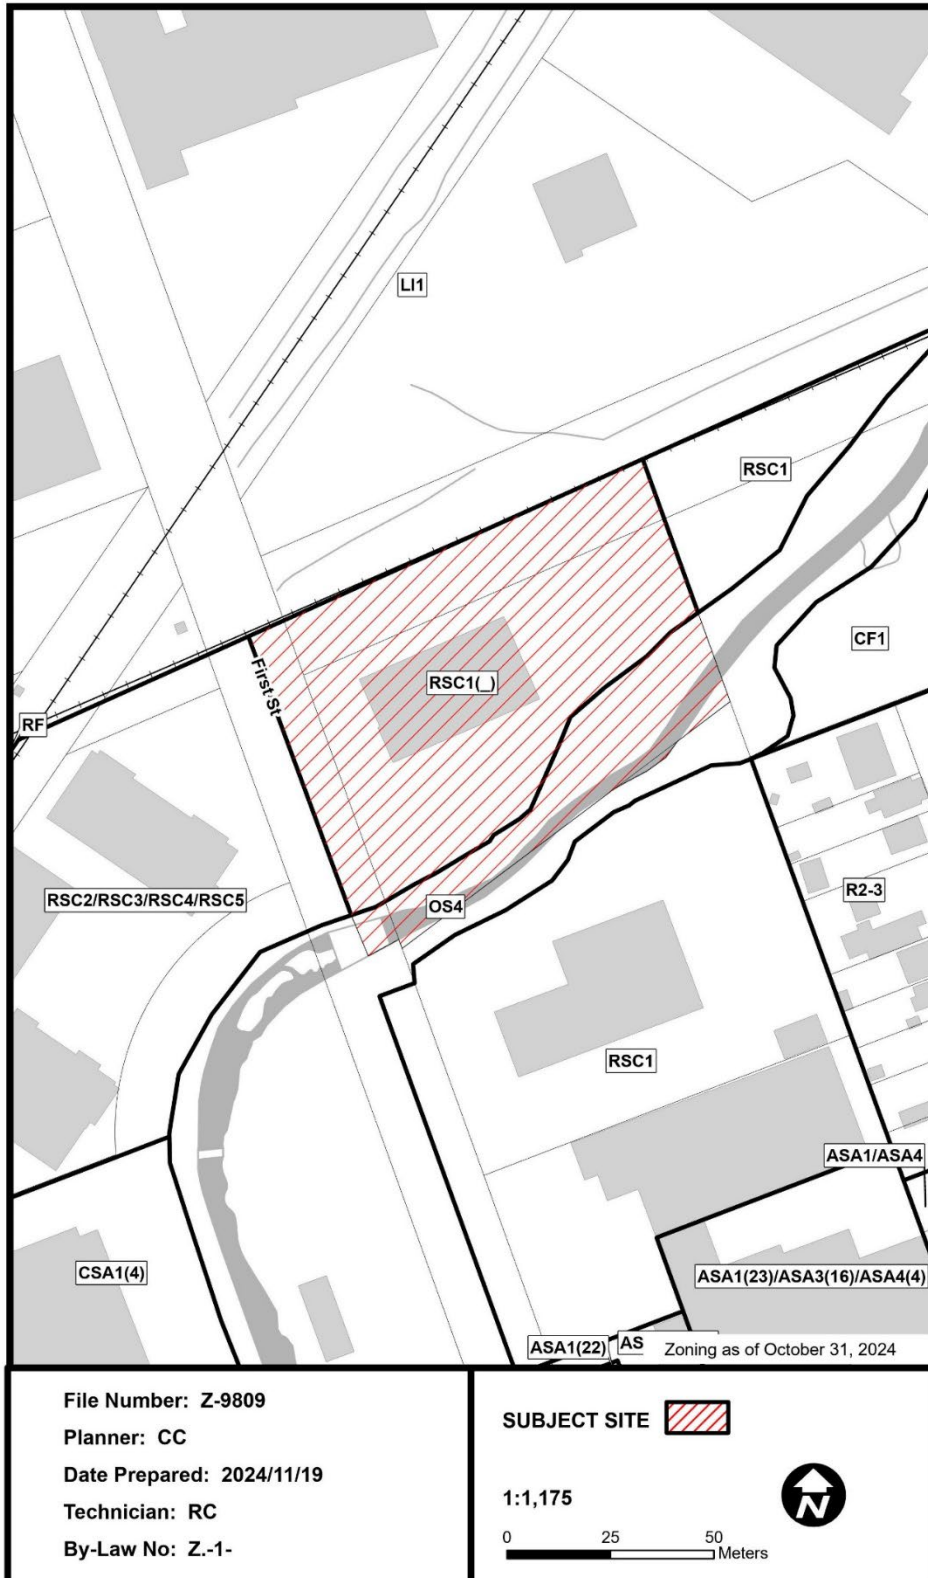 LI1
RSC1
CF1
First St
RSC1(_)
RF
R2-3
RSC2/RSC3/RSC4/RSC5
OS4
RSC1
ASA1/ASA4
CSA1(4)
ASA1(23)/ASA3(16)/ASA4(4)
ASA1(22)
AS
Zoning as of October 31, 2024
File Number: Z-9809
Planner: CC
Date Prepared: 2024/11/19
Technician: RC
By-Law No: Z.-1-
SUBJECT SITE
1:1,175
N
0 25 50
Meters